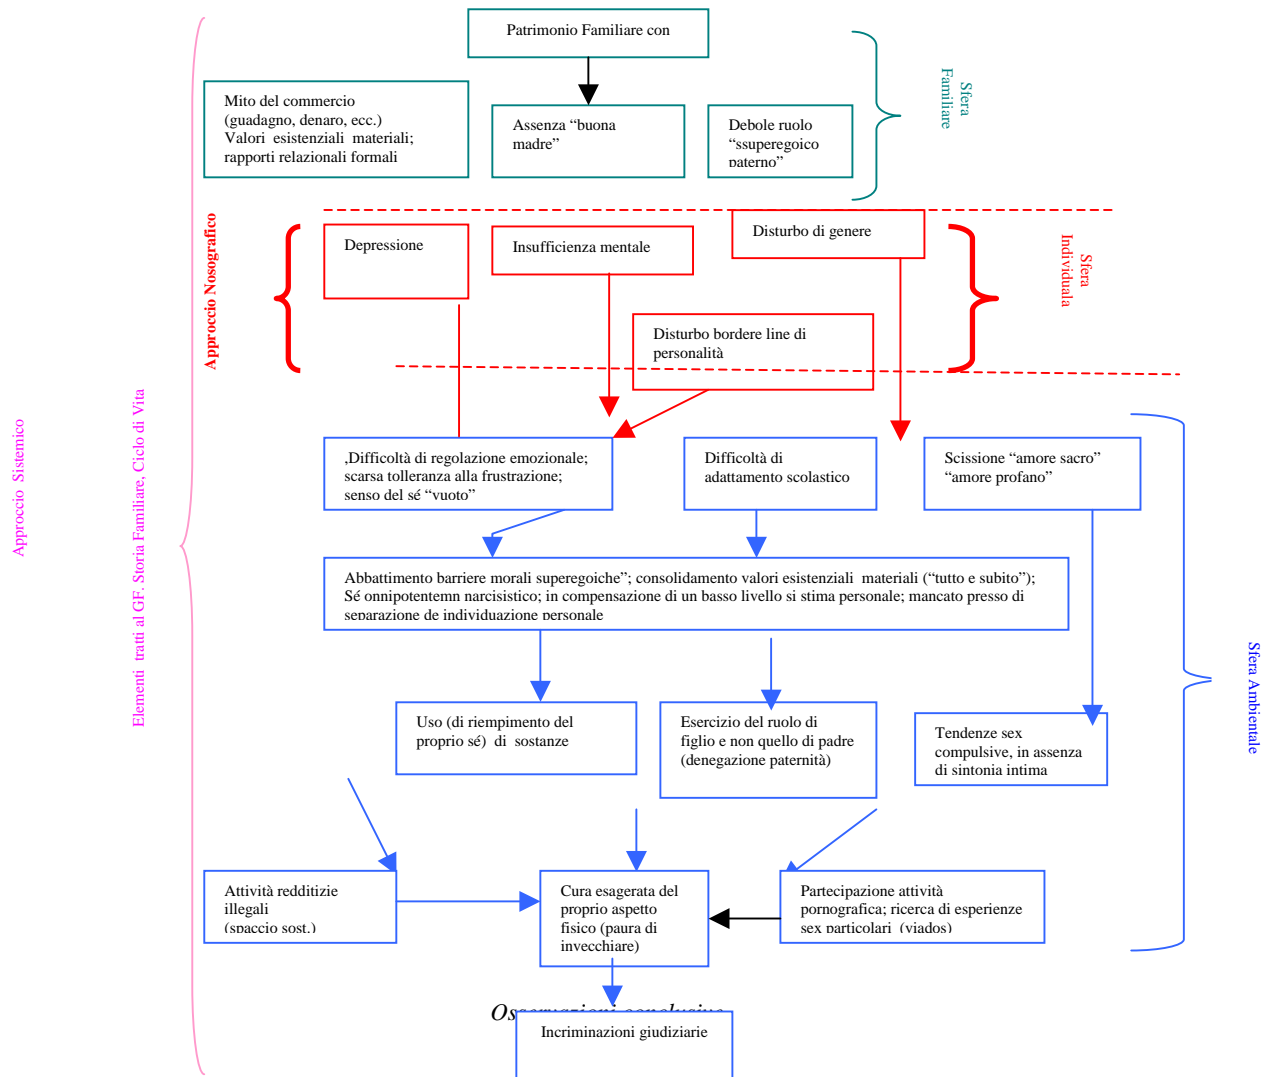 Patrimonio Familiare con
Mito del commercio
(guadagno, denaro, ecc.)
Valori esistenziali materiali;
rapporti relazionali formali
Assenza “buona
madre”
Debole ruolo
“ssuperegoico
paterno”
Sfera
Familiare
Approccio Nosografico
Depressione
Insufficienza mentale
Disturbo di genere
Disturbo bordere line di
personalità
Sfera
Individuala
Approccio Sistemico
Elementi tratti al GF. Storia Familiare, Ciclo di Vita
,Difficoltà di regolazione emozionale;
scarsa tolleranza alla frustrazione;
senso del sé “vuoto”
Difficoltà di
adattamento scolastico
Scissione “amore sacro”
“amore profano”
Abbattimento barriere morali superegoiche”; consolidamento valori esistenziali materiali (“tutto e subito”);
Sé onnipotentemn narcisistico; in compensazione di un basso livello si stima personale; mancato presso di
separazione de individuazione personale
Uso (di riempimento del
proprio sé) di sostanze
Esercizio del ruolo di
figlio e non quello di padre
(denegazione paternità)
Tendenze sex
compulsive, in assenza
di sintonia intima
Sfera Ambientale
Attività redditizie
illegali
(spaccio sost.)
Cura esagerata del
proprio aspetto
fisico (paura di
invecchiare)
Partecipazione attività
pornografica; ricerca di esperienze
sex particolari (viados)
Osservazioni conclusive
Incriminazioni giudiziarie